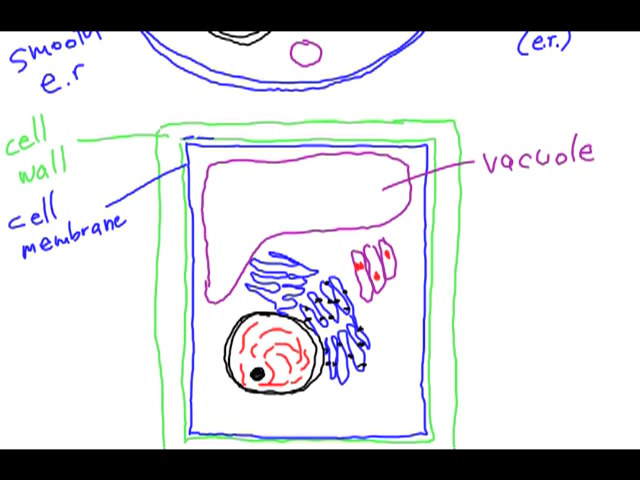 smooth
e.r
(e.r.)
cell
wall
cell
membrane
vacuole